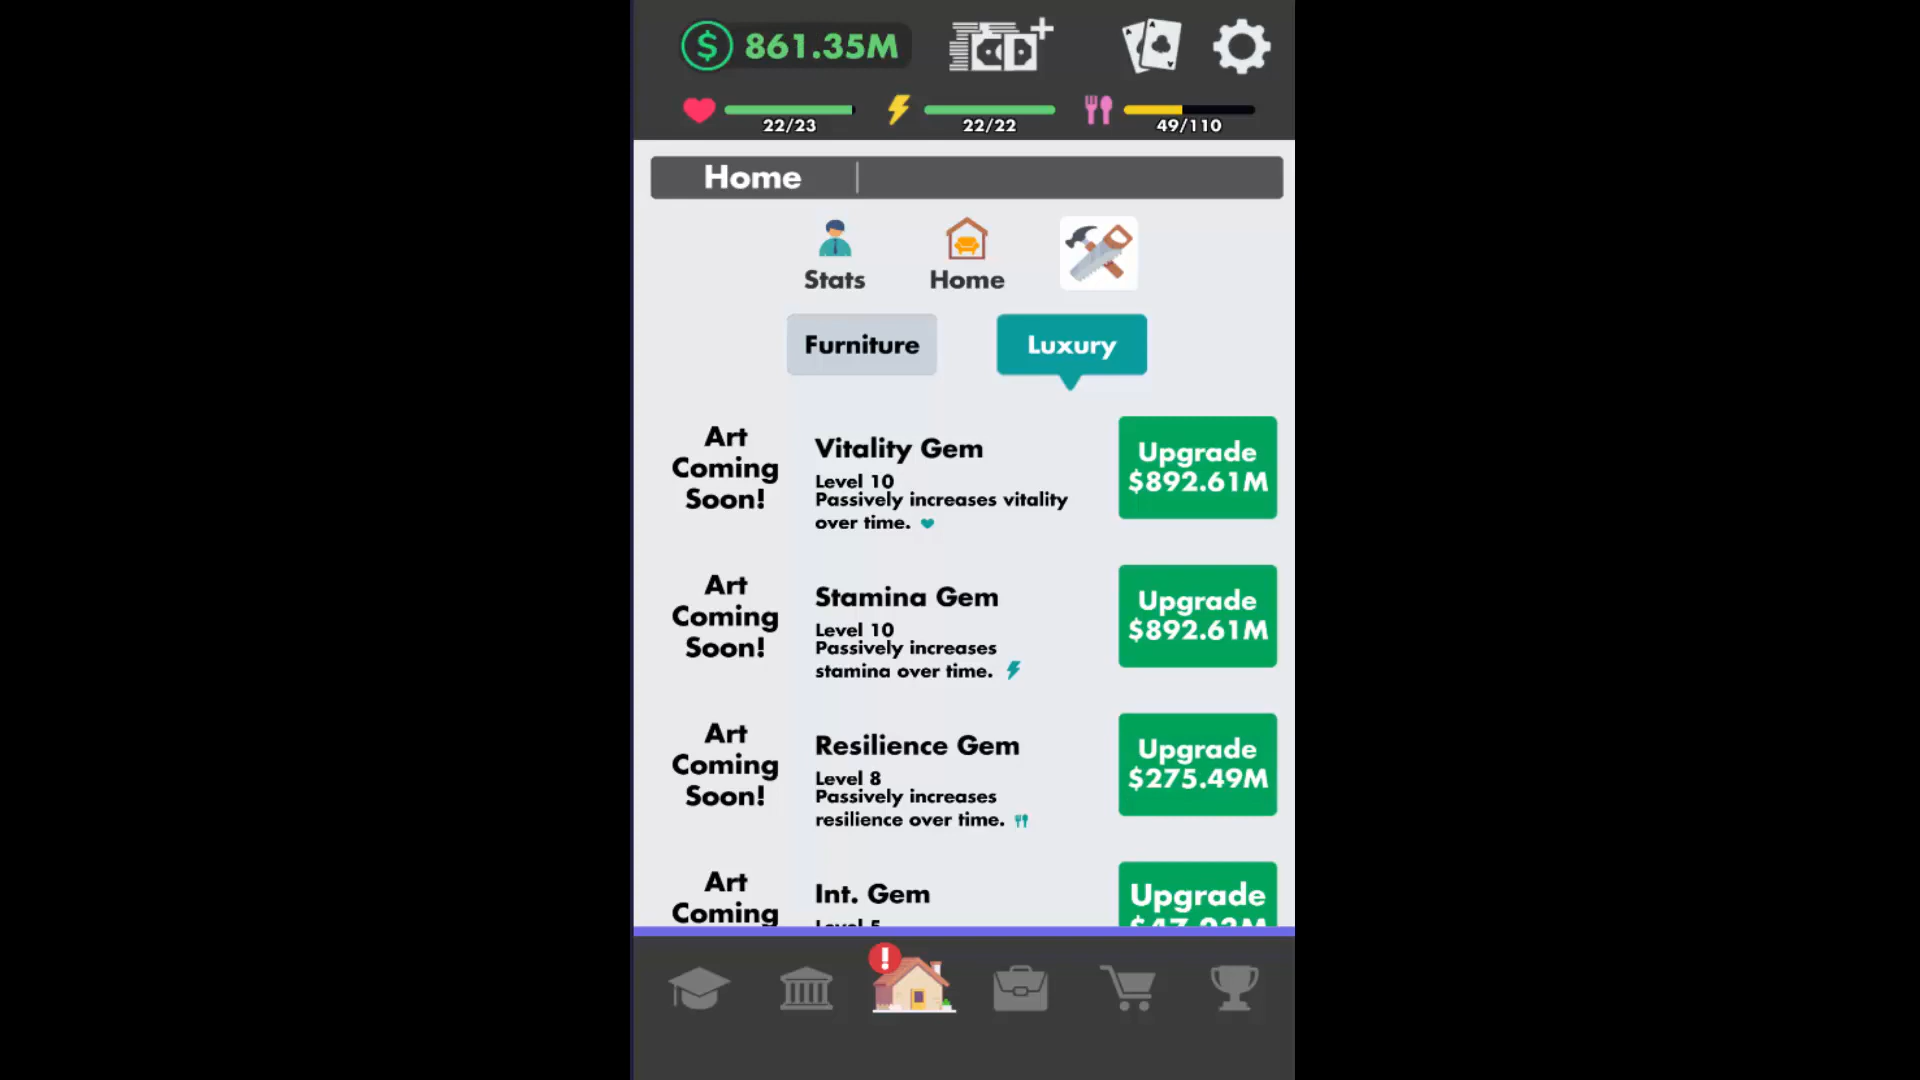 861.35M
22/23
22/22
49/110
Home
Stats
Home
Furniture
Luxury
Art
Coming
Soon!
Vitality Gem
Level 10
Passively increases vitality
over time.
Upgrade
$892.61M
Art
Coming
Soon!
Stamina Gem
Level 10
Passively increases
stamina over time.
Upgrade
$892.61M
Art
Coming
Soon!
Resilience Gem
Level 8
Passively increases
resilience over time.
Upgrade
$275.49M
Art
Coming
Int. Gem
Level 5
Upgrade